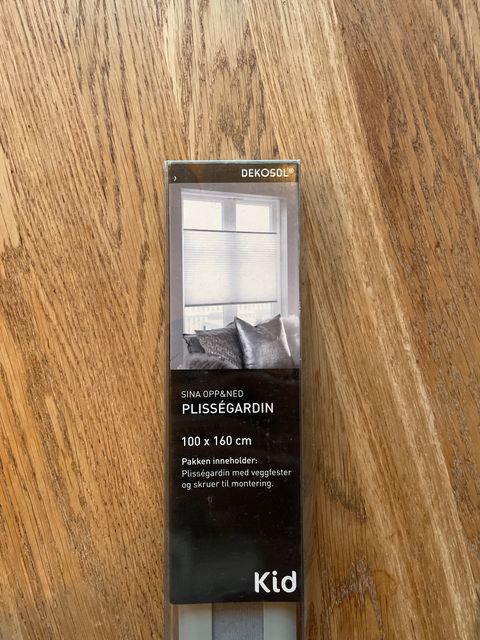 DEKOSOL®
SINA OPP&NED
PLISSÉGARDIN
100 x 160 cm
Pakken inneholder:
Plisségardin med veggfester
og skruer til montering.
Kid